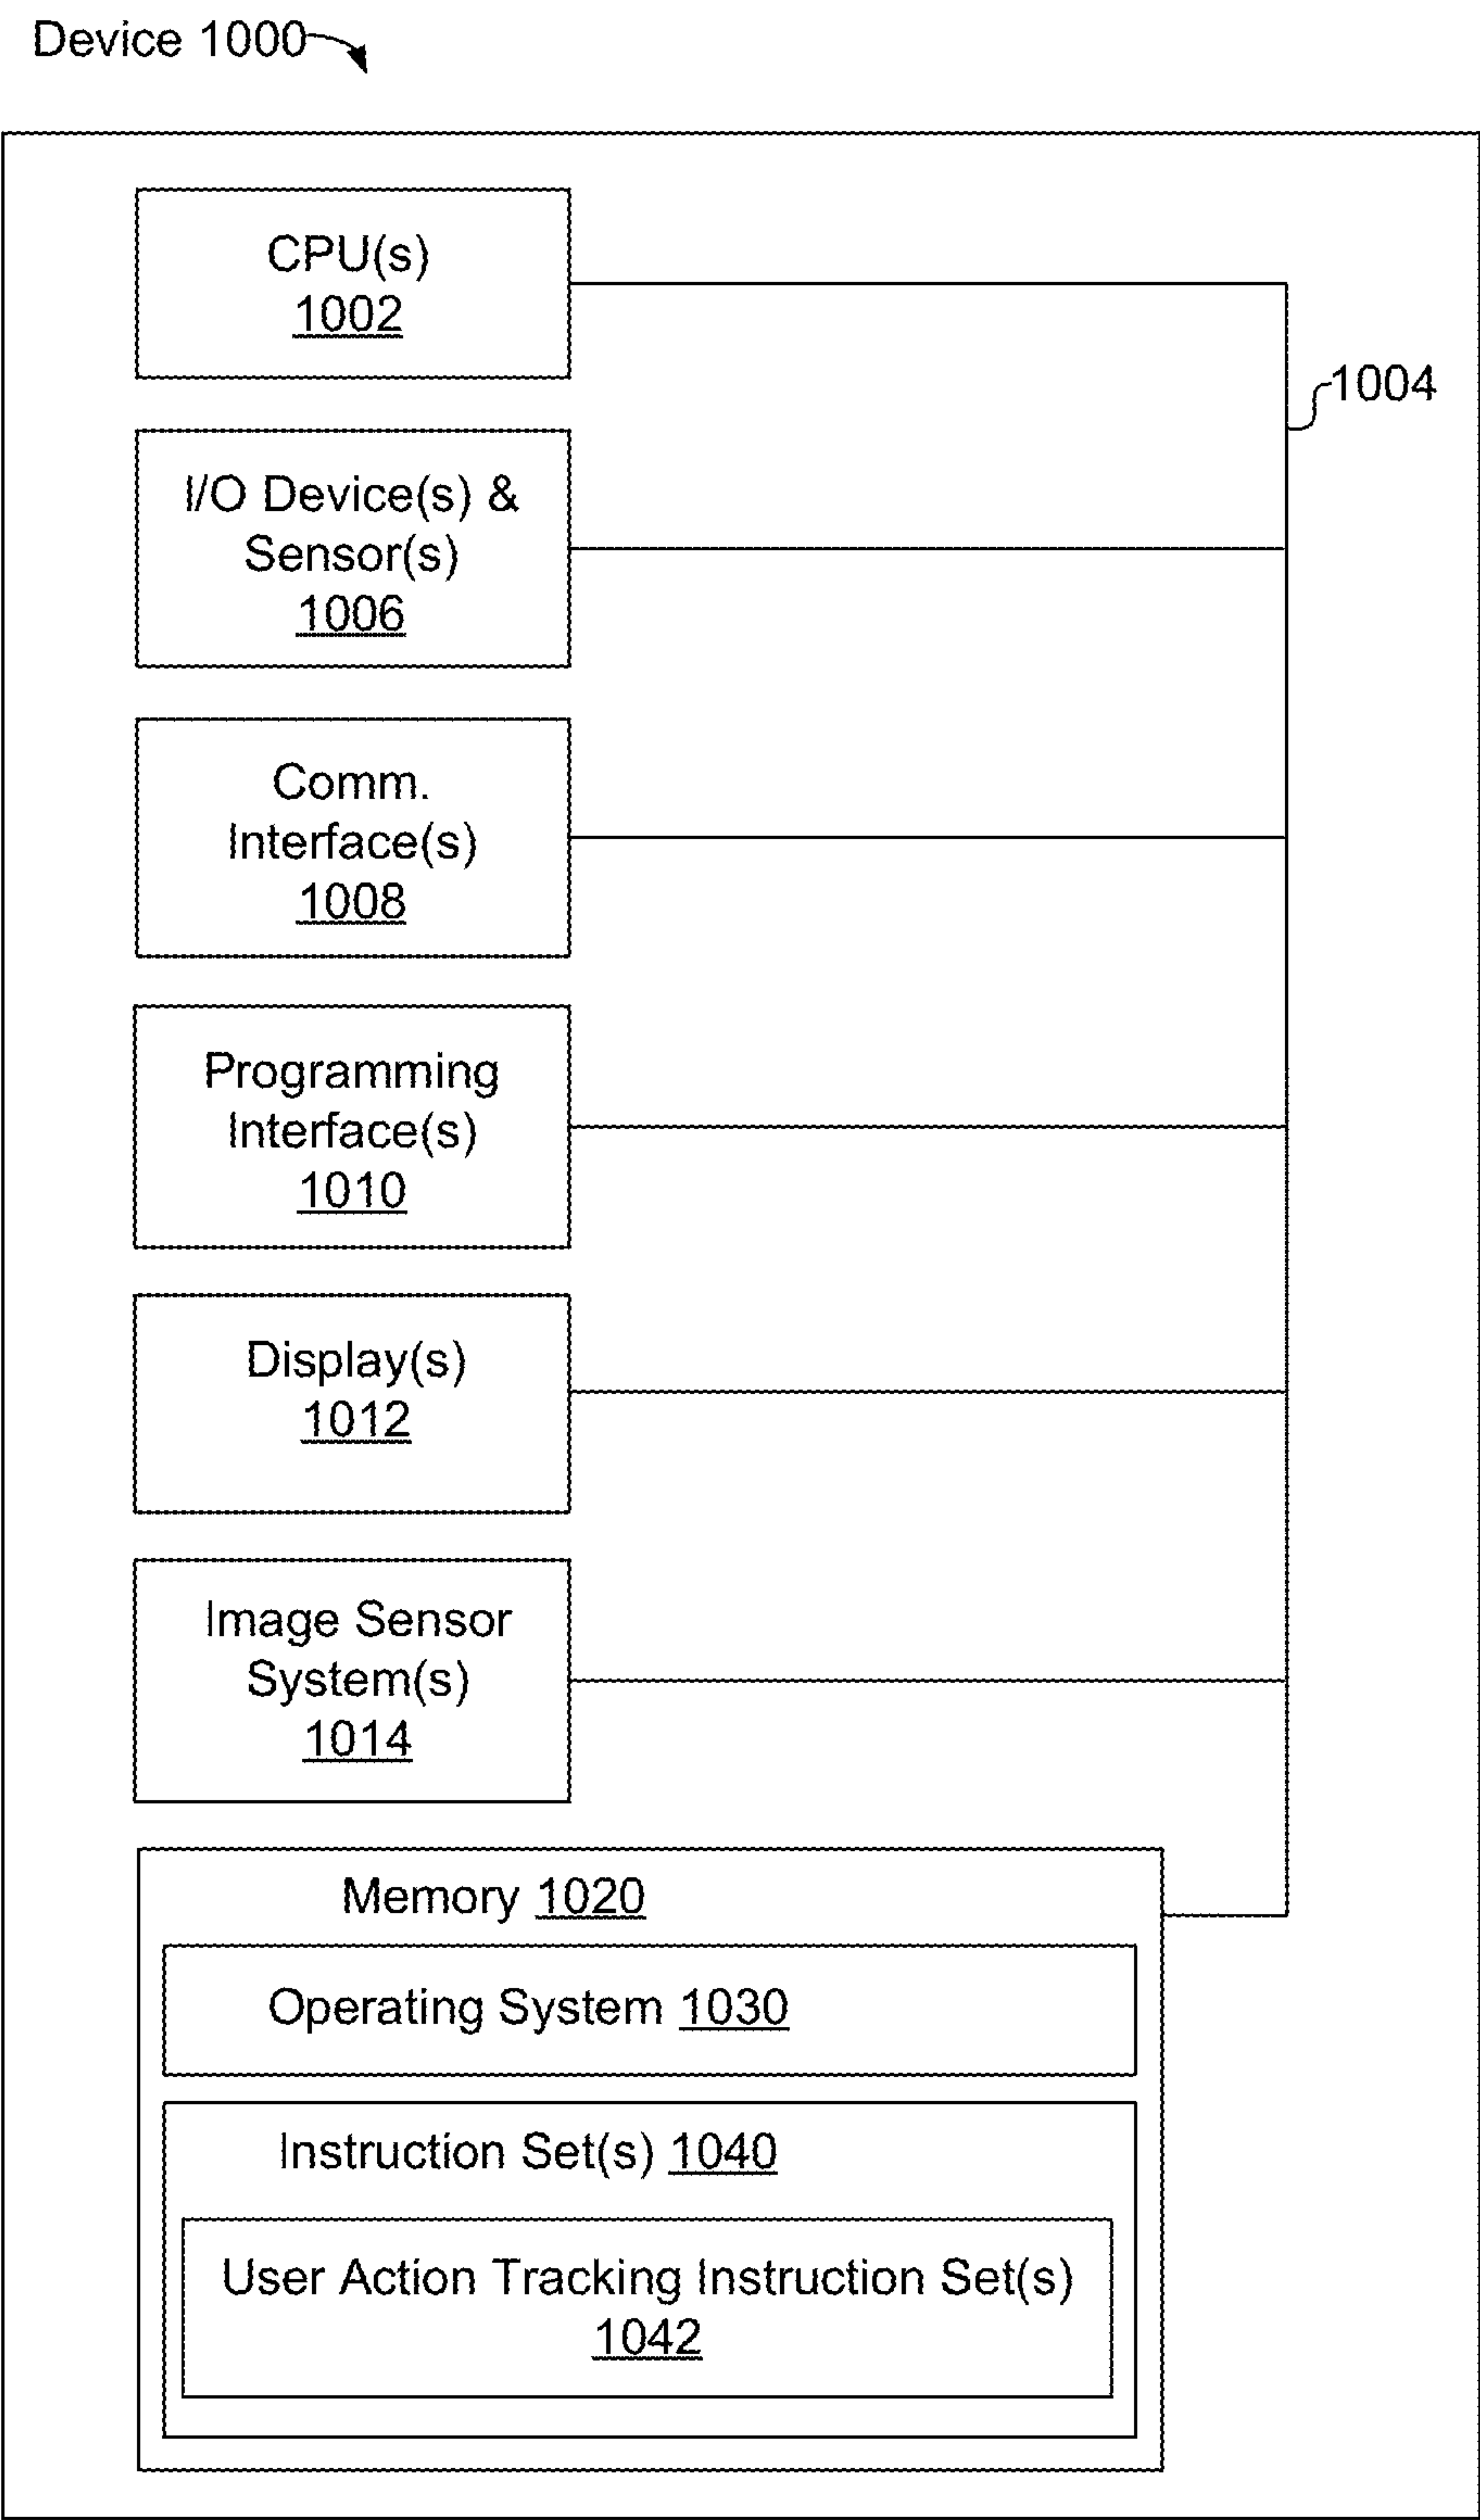 Device 1000
CPU(s)
1002
1004
I/O Device(s) &
Sensor(s)
1006
Comm.
Interface(s)
1008
Programming
Interface(s)
1010
Display(s)
1012
Image Sensor
System(s)
1014
Memory 1020
Operating System 1030
Instruction Set(s) 1040
User Action Tracking Instruction Set(s)
1042